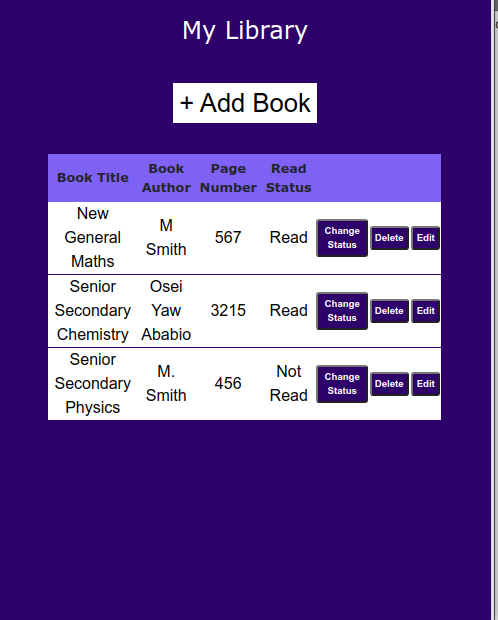 My Library
+ Add Book
Book Title Book Author Page Number Read Status
New General Maths M Smith 567 Read Change Status Delete Edit
Senior Secondary Chemistry Osei Yaw Ababio 3215 Read Change Status Delete Edit
Senior Secondary Physics M. Smith 456 Not Read Change Status Delete Edit